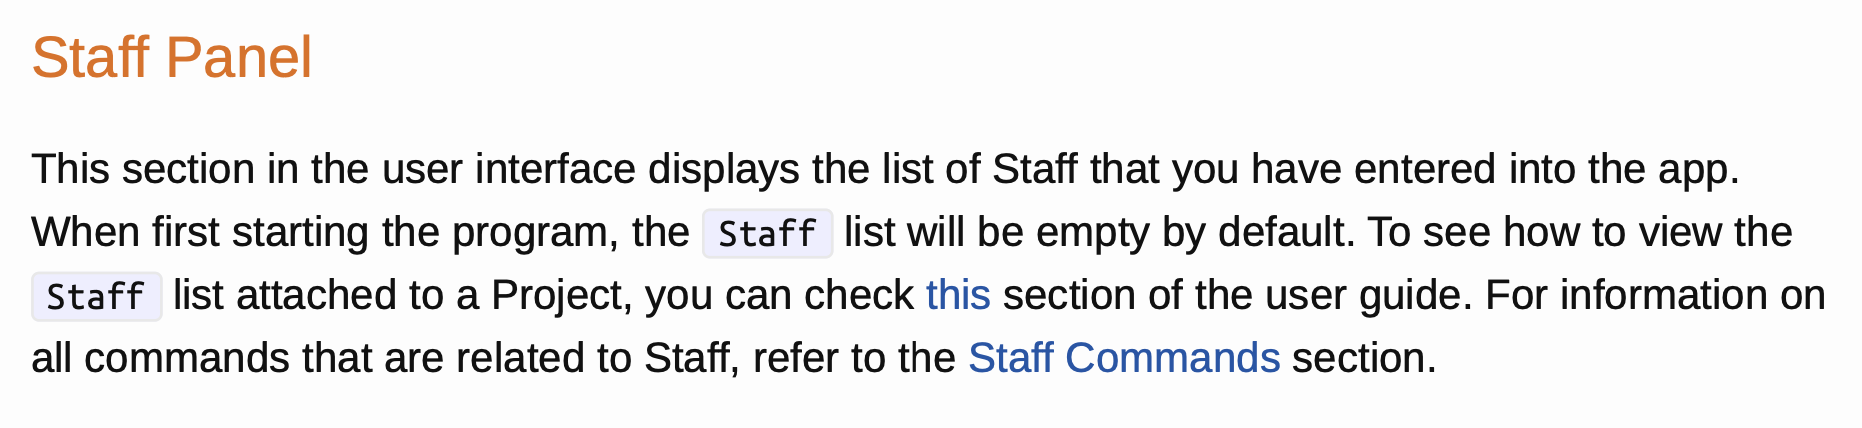 Staff Panel
This section in the user interface displays the list of Staff that you have entered into the app.
When first starting the program, the Staff list will be empty by default. To see how to view the
Staff list attached to a Project, you can check this section of the user guide. For information on
all commands that are related to Staff, refer to the Staff Commands section.